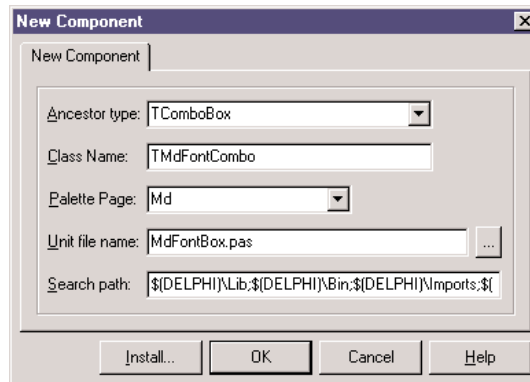 New Component
New Component
Ancestor type: TComboBox
Class Name: TMdFontCombo
Palette Page: Md
Unit file name: MdFontBox.pas ...
Search path: $(DELPHI)\Lib;$(DELPHI)\Bin;$(DELPHI)\Imports;$(
Install... OK Cancel Help